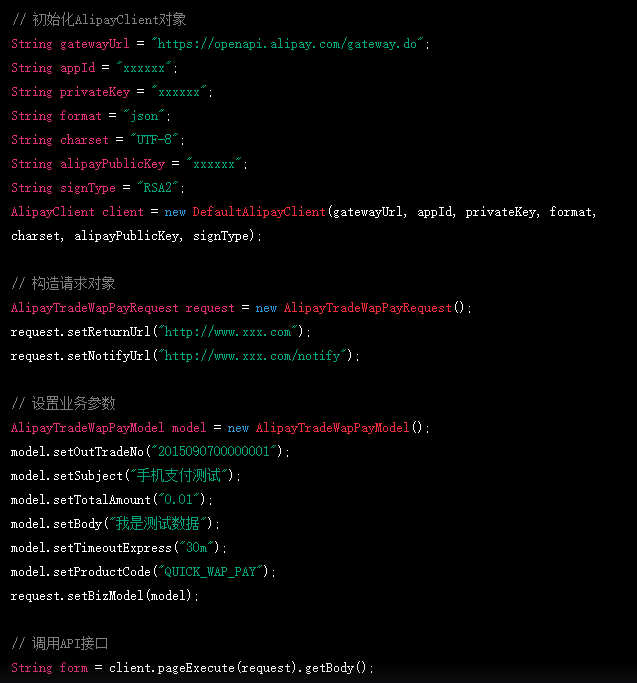 // 初始化AlipayClient对象
String gatewayUrl = "https://openapi.alipay.com/gateway.do";
String appId = "xxxxxx";
String privateKey = "xxxxxx";
String format = "json";
String charset = "UTF-8";
String alipayPublicKey = "xxxxxx";
String signType = "RSA2";
AlipayClient client = new DefaultAlipayClient(gatewayUrl, appId, privateKey, format,
charset, alipayPublicKey, signType);
// 构造请求对象
AlipayTradeWapPayRequest request = new AlipayTradeWapPayRequest();
request.setReturnUrl("http://www.xxx.com");
request.setNotifyUrl("http://www.xxx.com/notify");
// 设置业务参数
AlipayTradeWapPayModel model = new AlipayTradeWapPayModel();
model.setOutTradeNo("2015090700000001");
model.setSubject("手机支付测试");
model.setTotalAmount("0.01");
model.setBody("我是测试数据");
model.setTimeoutExpress("30m");
model.setProductCode("QUICK_WAP_PAY");
request.setBizModel(model);
// 调用API接口
String form = client.pageExecute(request).getBody();